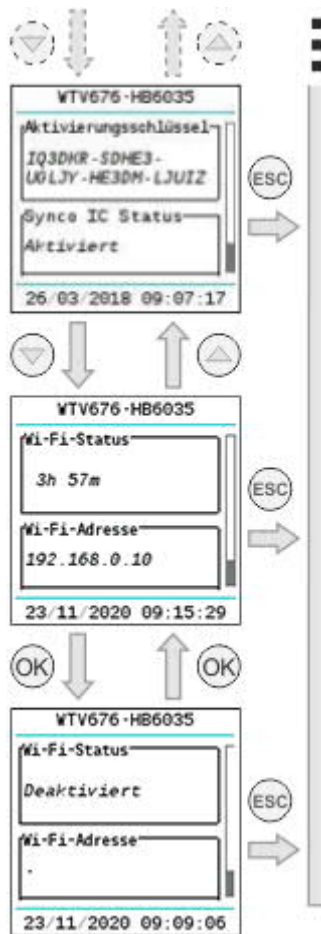 WTV676-HB6035
Aktivierungsschlüssel
IQ3DKR-SDHE3-
UGLJY-HE3DM-LJUIZ
ESC
Synco IC Status
Aktiviert
26/03/2018 09:07:17
WTV676-HB6035
Wi-Fi-Status
3h 57m
ESC
Wi-Fi-Adresse
192.168.0.10
23/11/2020 09:15:29
OK
OK
WTV676-HB6035
Wi-Fi-Status
Deaktiviert
ESC
Wi-Fi-Adresse
-
23/11/2020 09:09:06